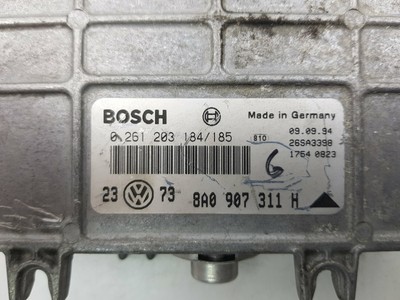 BOSCH Made in Germany
0 261 203 184/185 810 09.09.94
26SA3398
1754 0823
6
23 VW 73 8A0 907 311 H